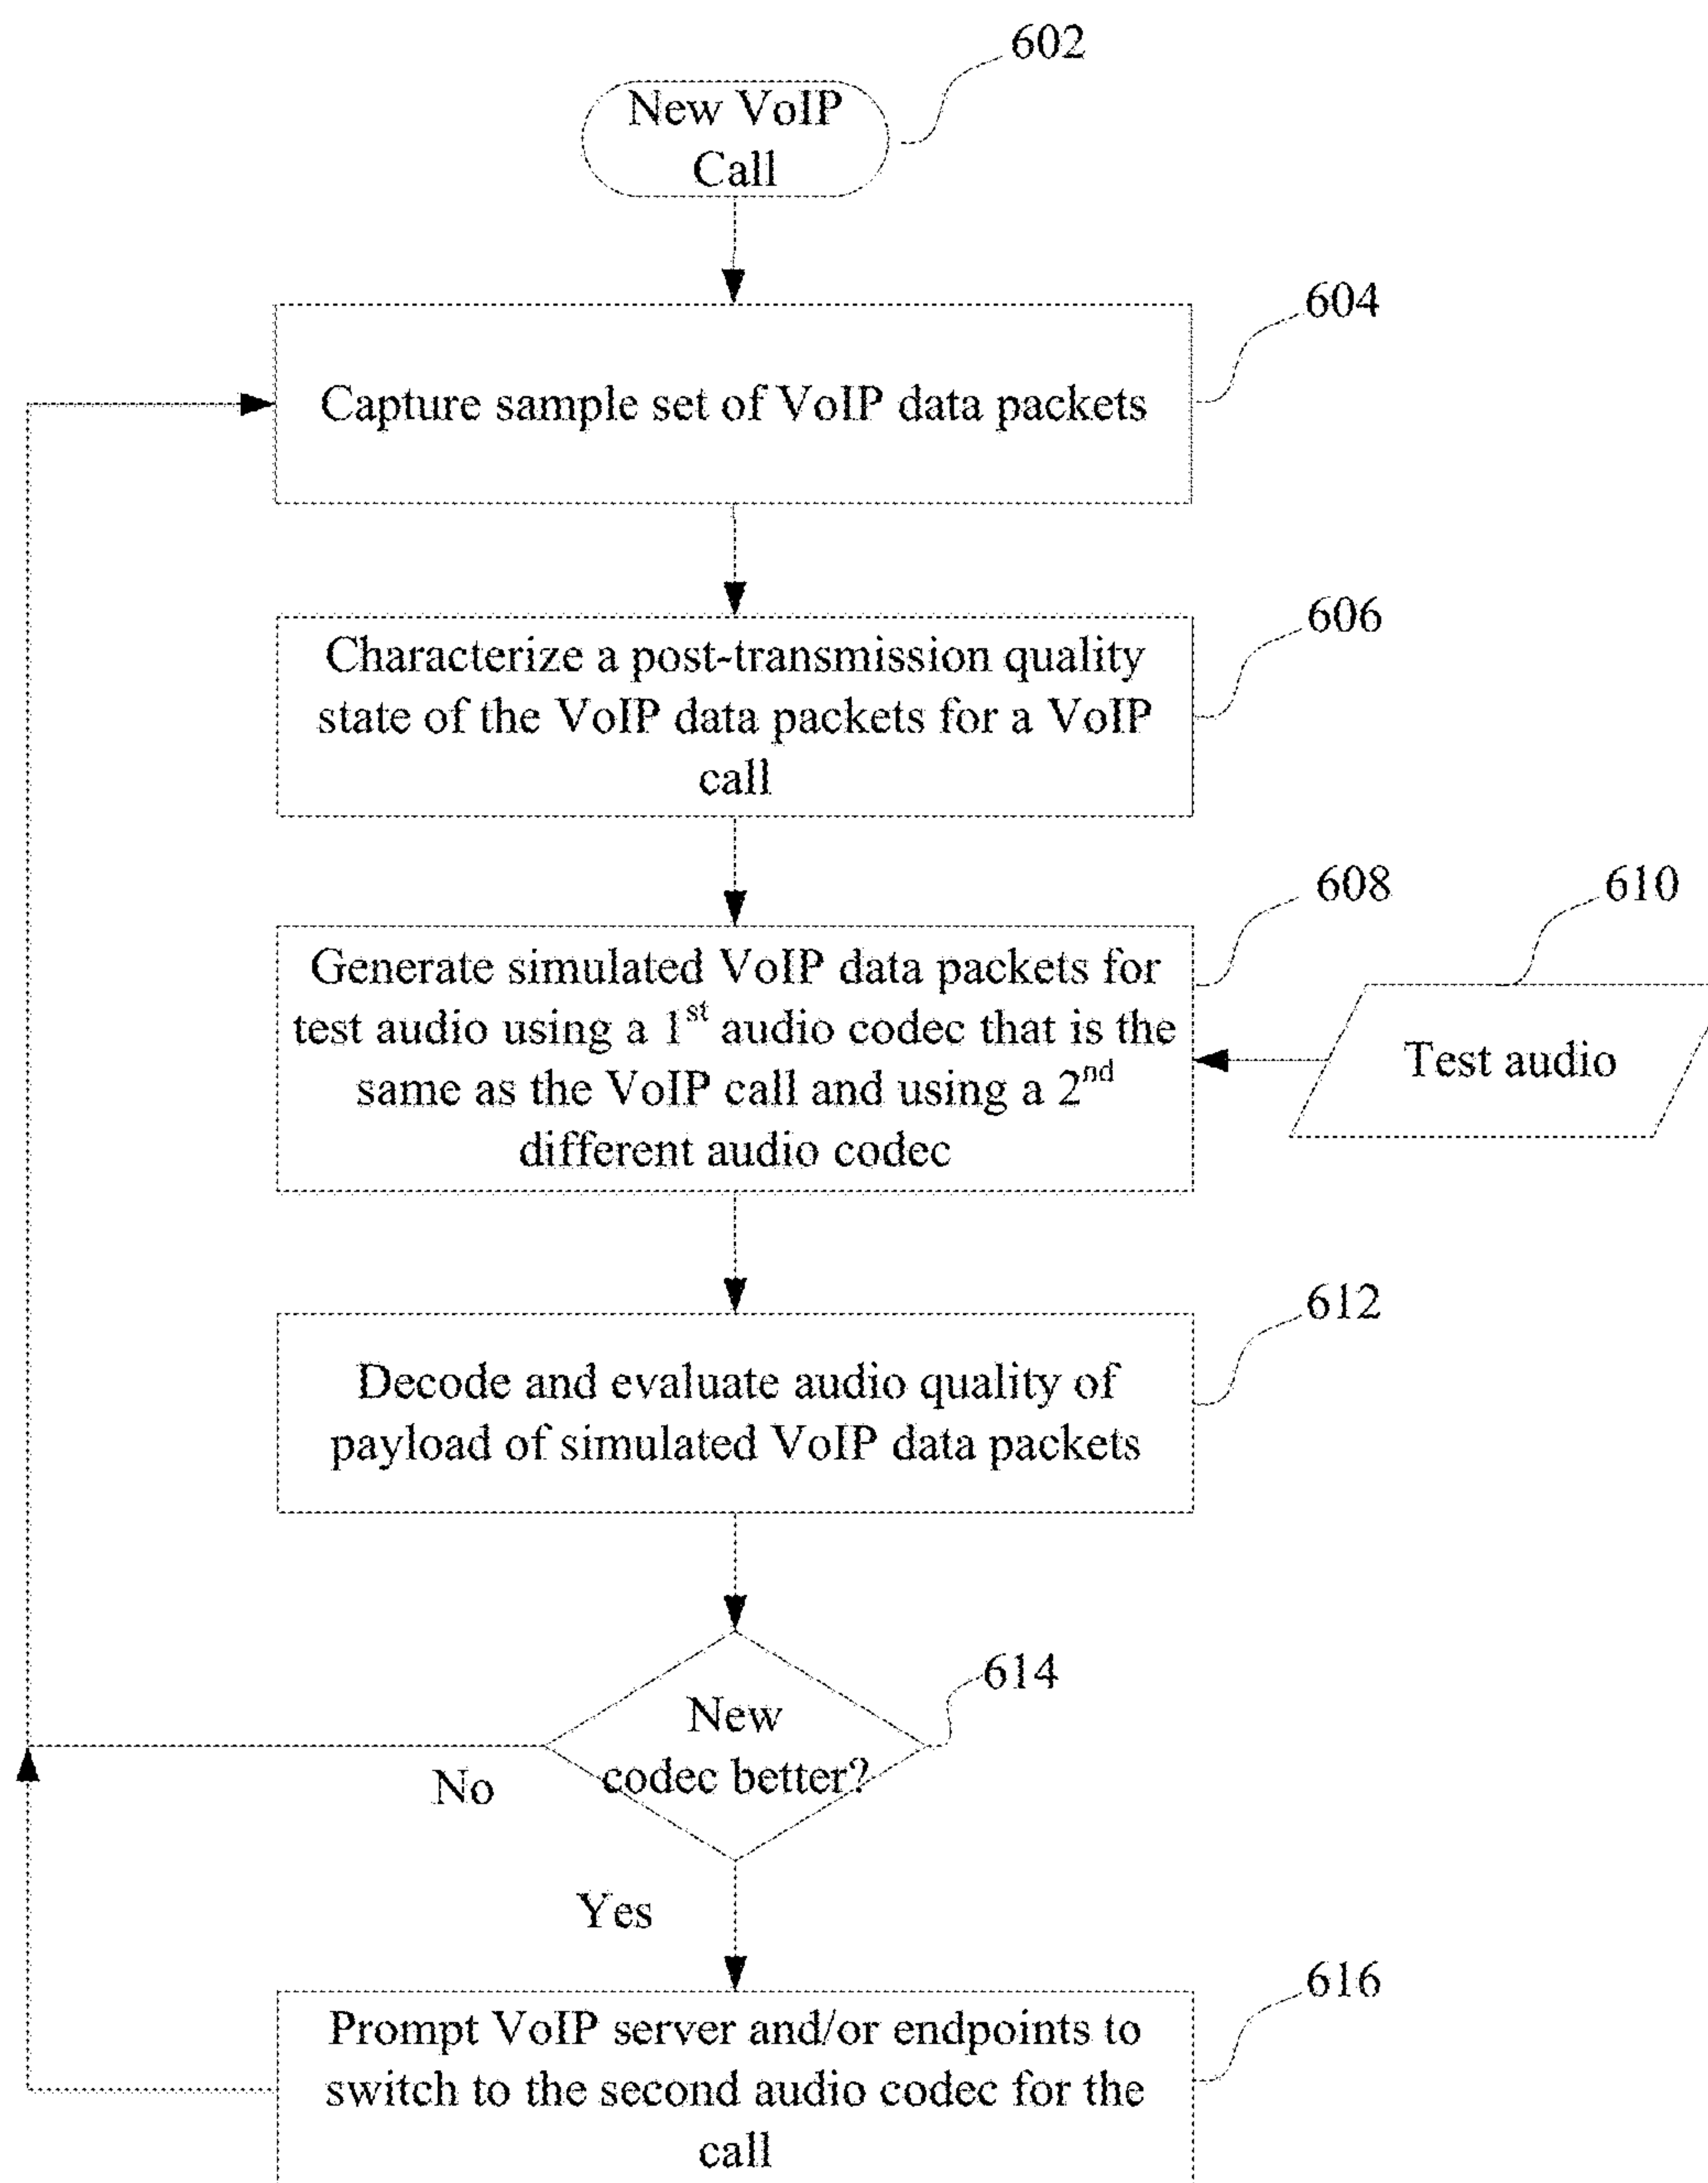 602
New VoIP
Call
604
Capture sample set of VoIP data packets
606
Characterize a post-transmission quality
state of the VoIP data packets for a VoIP
call
608
610
Generate simulated VoIP data packets for
test audio using a 1st audio codec that is the
same as the VoIP call and using a 2nd
different audio codec
Test audio
612
Decode and evaluate audio quality of
payload of simulated VoIP data packets
614
New
codec better?
No
Yes
616
Prompt VoIP server and/or endpoints to
switch to the second audio codec for the
call